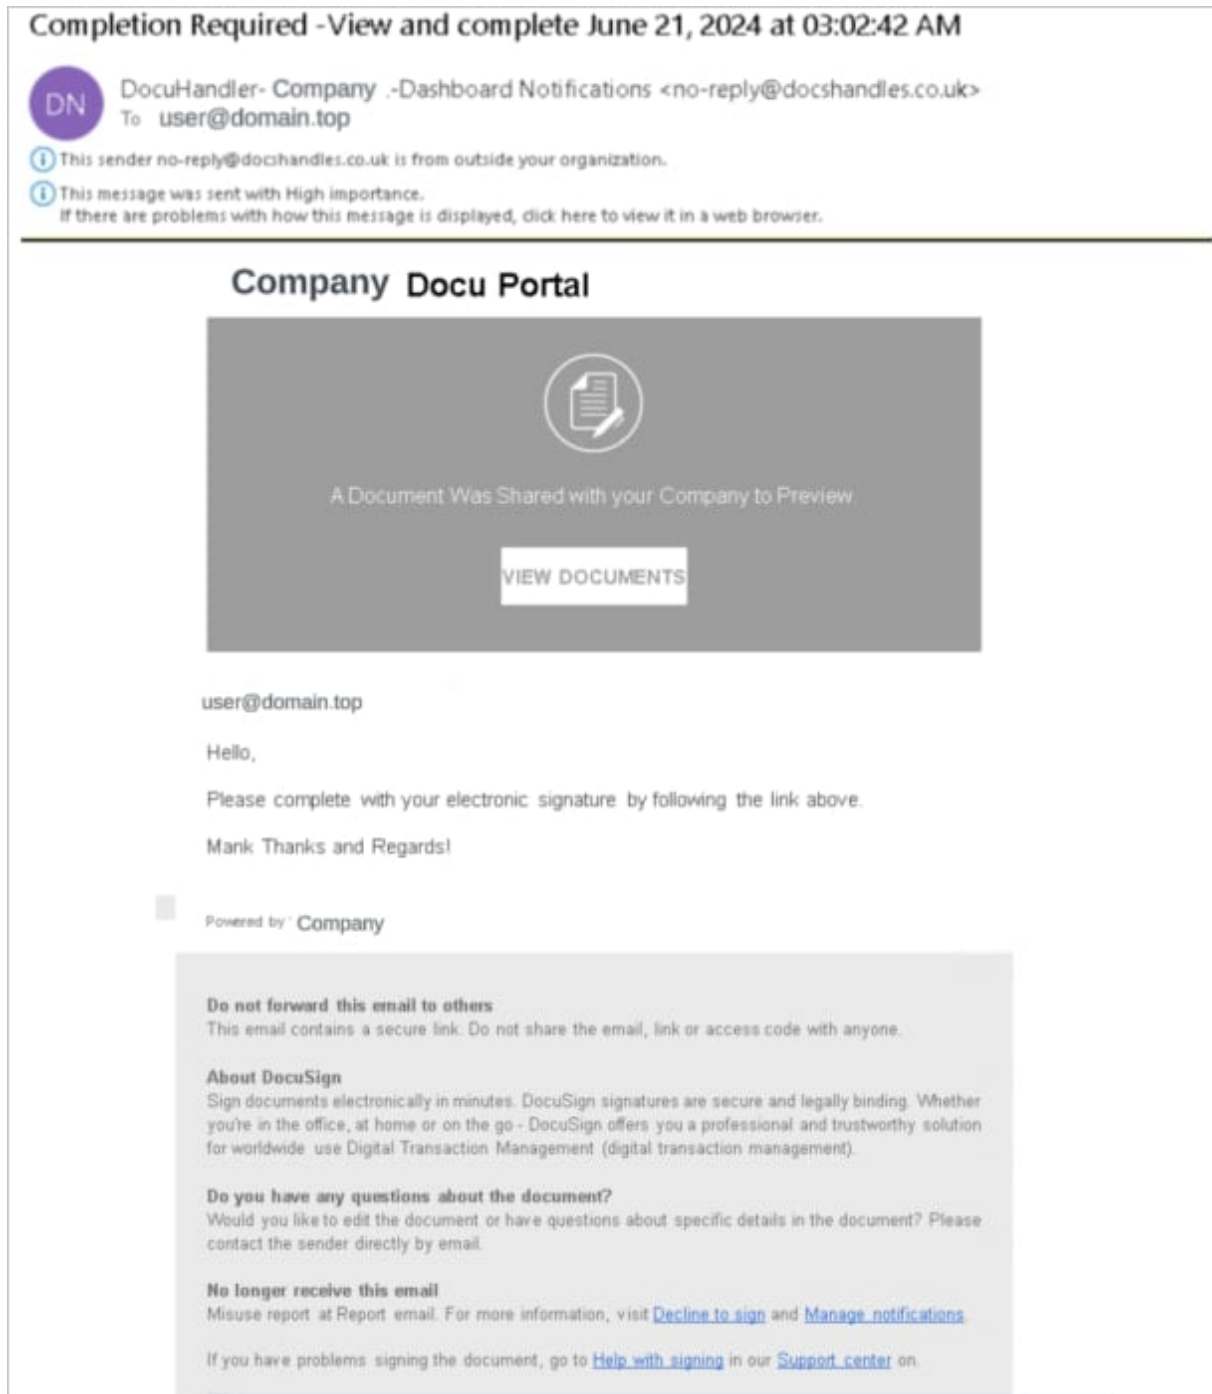 Completion Required -View and complete June 21, 2024 at 03:02:42 AM
DN
DocuHandler- Company .-Dashboard Notifications <no-reply@docshandles.co.uk>
To user@domain.top
This sender no-reply@docshandles.co.uk is from outside your organization.
This message was sent with High importance.
If there are problems with how this message is displayed, click here to view it in a web browser.
Company Docu Portal
A Document Was Shared with your Company to Preview
VIEW DOCUMENTS
user@domain.top
Hello,
Please complete with your electronic signature by following the link above.
Mank Thanks and Regards!
Powered by Company
Do not forward this email to others
This email contains a secure link. Do not share the email, link or access code with anyone.
About DocuSign
Sign documents electronically in minutes. DocuSign signatures are secure and legally binding. Whether
you're in the office, at home or on the go - DocuSign offers you a professional and trustworthy solution
for worldwide use Digital Transaction Management (digital transaction management).
Do you have any questions about the document?
Would you like to edit the document or have questions about specific details in the document? Please
contact the sender directly by email.
No longer receive this email
Misuse report at Report email. For more information, visit Decline to sign and Manage notifications.
If you have problems signing the document, go to Help with signing in our Support center on.